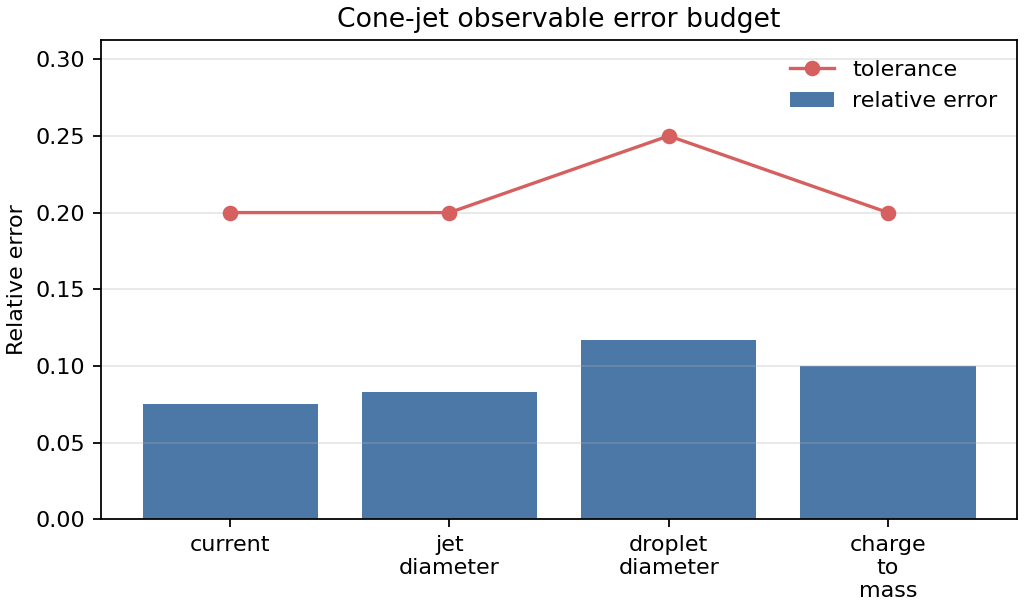 Cone-jet observable error budget
tolerance
relative error
Relative error
0.30
0.25
0.20
0.15
0.10
0.05
0.00
current
jet
diameter
droplet
diameter
charge
to
mass